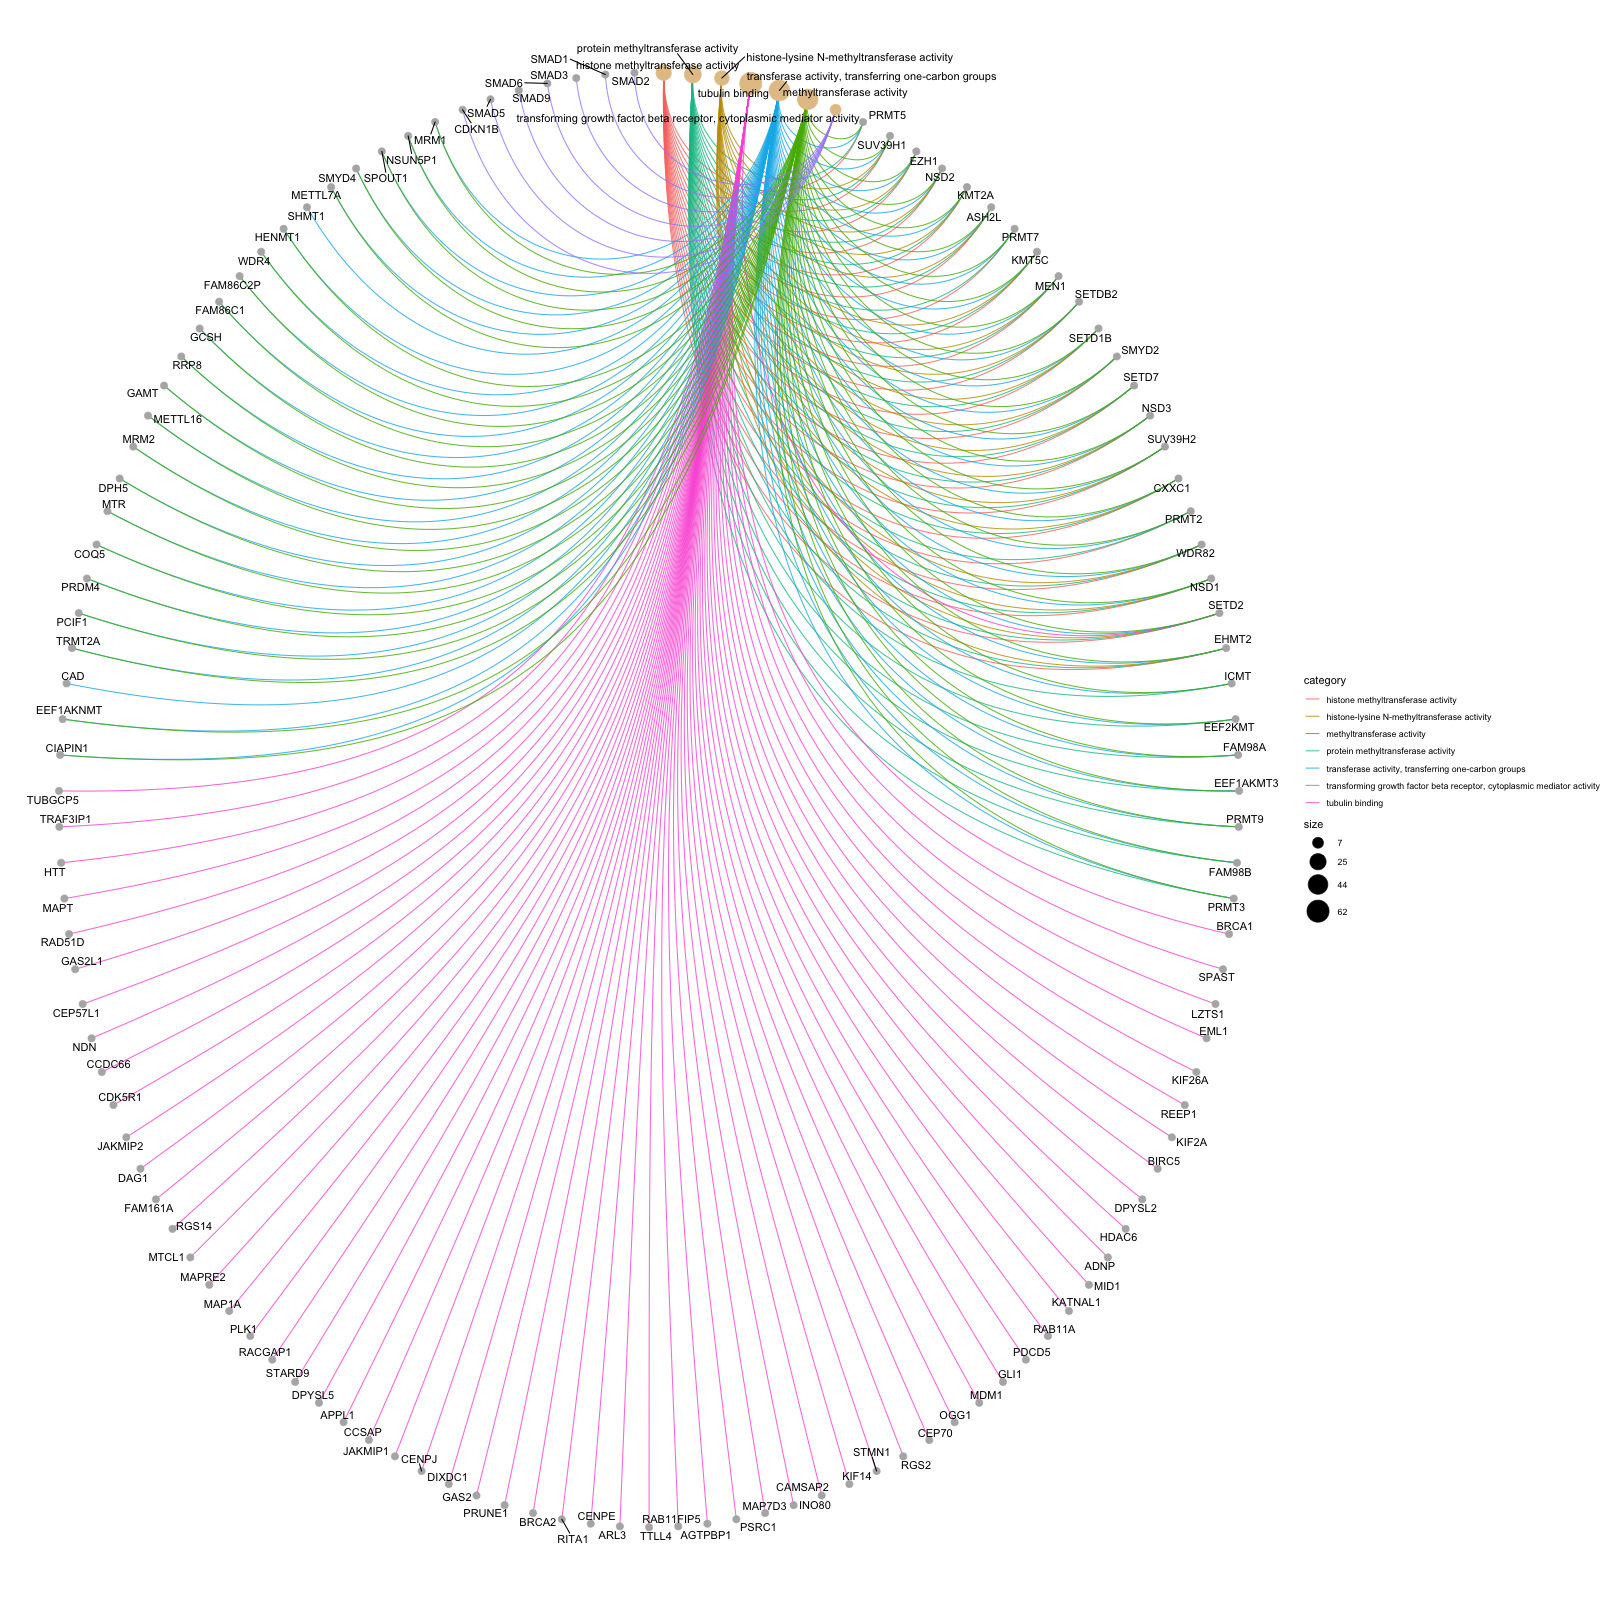 protein methyltransferase activity
SMAD1
histone-lysine N-methyltransferase activity
histone methyltransferase activity
SMAD3
SMAD2
transferase activity, transferring one-carbon groups
SMAD6
SMAD9
tubulin binding
methyltransferase activity
SMAD5
transforming growth factor beta receptor, cytoplasmic mediator activity
PRMT5
CDKN1B
MRM1
SUV39H1
NSUN5P1
EZH1
SPOUT1
NSD2
SMYD4
METTL7A
KMT2A
SHMT1
ASH2L
HENMT1
PRMT7
WDR4
KMT5C
FAM86C2P
MEN1
FAM86C1
SETDB2
GCSH
SETD1B
RRP8
SMYD2
GAMT
SETD7
METTL16
NSD3
MRM2
SUV39H2
DPH5
CXXC1
MTR
PRMT2
COQ5
WDR82
PRDM4
NSD1
PCIF1
SETD2
TRMT2A
EHMT2
CAD
ICMT
EEF1AKNMT
EEF2KMT
CIAPIN1
FAM98A
TUBGCP5
EEF1AKMT3
TRAF3IP1
PRMT9
HTT
FAM98B
MAPT
PRMT3
RAD51D
BRCA1
GAS2L1
SPAST
CEP57L1
LZTS1
NDN
EML1
CCDC66
KIF26A
CDK5R1
REEP1
JAKMIP2
KIF2A
DAG1
BIRC5
FAM161A
DPYSL2
RGS14
HDAC6
MTCL1
ADNP
MAPRE2
MID1
MAP1A
KATNAL1
PLK1
RAB11A
RACGAP1
PDCD5
STARD9
GLI1
DPYSL5
MDM1
APPL1
OGG1
CCSAP
CEP70
JAKMIP1
STMN1
CENPJ
RGS2
DIXDC1
KIF14
GAS2
CAMSAP2
PRUNE1
INO80
BRCA2
MAP7D3
CENPE
RAB11FIP5
PSRC1
RITA1
ARL3
TTLL4
AGTPBP1
category
histone methyltransferase activity
histone-lysine N-methyltransferase activity
methyltransferase activity
protein methyltransferase activity
transferase activity, transferring one-carbon groups
transforming growth factor beta receptor, cytoplasmic mediator activity
tubulin binding
size
7
25
44
62